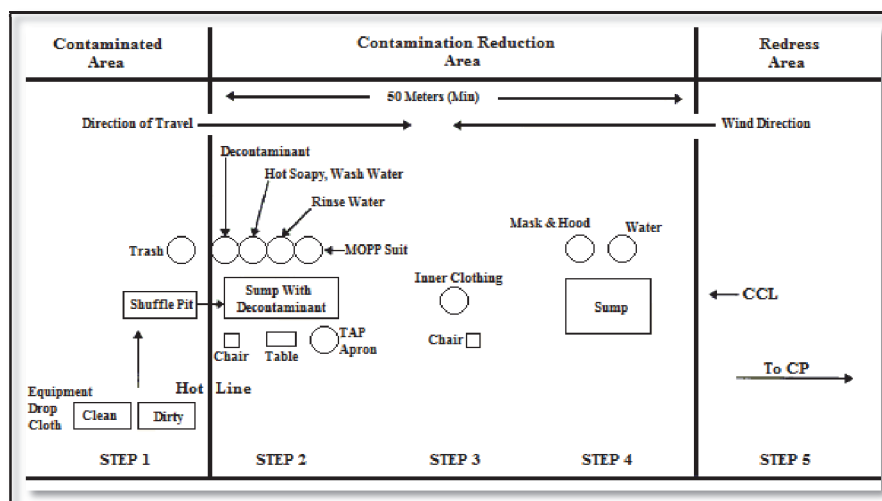 Contaminated
Area
Contamination Reduction
Area
Redress
Area
50 Meters (Min)
Direction of Travel
Wind Direction
Decontaminant
Hot Soapy, Wash Water
Rinse Water
Trash
MOPP Suit
Mask & Hood
Water
Shuffle Pit
Sump With
Decontaminant
Inner Clothing
Sump
CCL
Chair
Table
TAP
Apron
Chair
To CP
Equipment
Drop
Cloth
Clean
Dirty
Hot Line
STEP 1
STEP 2
STEP 3
STEP 4
STEP 5